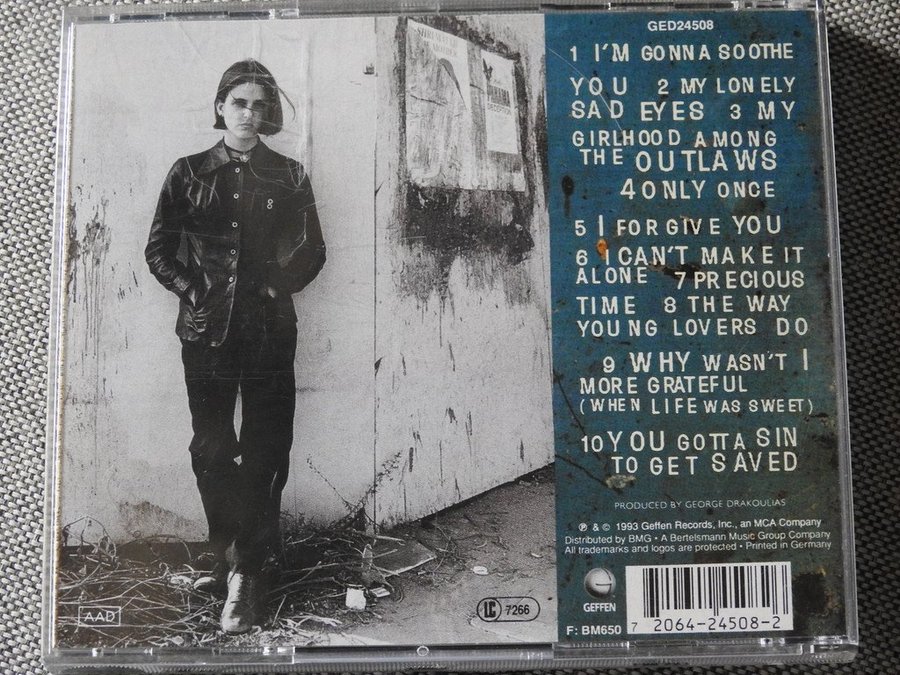 GED24508
1 I'M GONNA SOOTHE
YOU 2 MY LONELY
SAD EYES 3 MY
GIRLHOOD AMONG
THE OUTLAWS
4 ONLY ONCE
5 I FORGIVE YOU
6 I CAN'T MAKE IT
ALONE 7 PRECIOUS
TIME 8 THE WAY
YOUNG LOVERS DO
9 WHY WASN'T I
MORE GRATEFUL
(WHEN LIFE WAS SWEET)
10 YOU GOTTA SIN
TO GET SAVED
PRODUCED BY GEORGE DRAKOULIAS
℗ & © 1993 Geffen Records, Inc., an MCA Company
Distributed by BMG • A Bertelsmann Music Group Company
All trademarks and logos are protected • Printed in Germany
GEFFEN
F: BM650
7 2064-24508-2
AAD
LC 7266